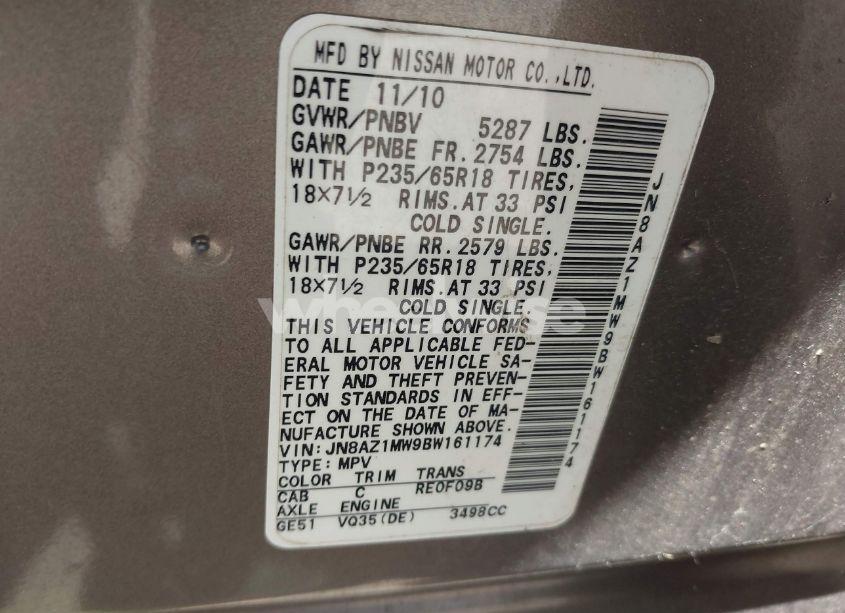 MFD BY NISSAN MOTOR CO.,LTD.
DATE 11/10
GVWR/PNBV 5287 LBS.
GAWR/PNBE FR. 2754 LBS.
WITH P235/65R18 TIRES,
18×7½ RIMS.AT 33 PSI
COLD SINGLE.
GAWR/PNBE RR. 2579 LBS.
WITH P235/65R18 TIRES,
18×7½ RIMS.AT 33 PSI
COLD SINGLE.
THIS VEHICLE CONFORMS
TO ALL APPLICABLE FED-
ERAL MOTOR VEHICLE SA-
FETY AND THEFT PREVEN-
TION STANDARDS IN EFF-
ECT ON THE DATE OF MA-
NUFACTURE SHOWN ABOVE.
VIN:JN8AZ1MW9BW161174
TYPE:MPV
COLOR TRIM TRANS
CAB C RE0F09B
AXLE ENGINE
GE51 VQ35(DE) 3498CC
JN8AZ1MW9BW161174